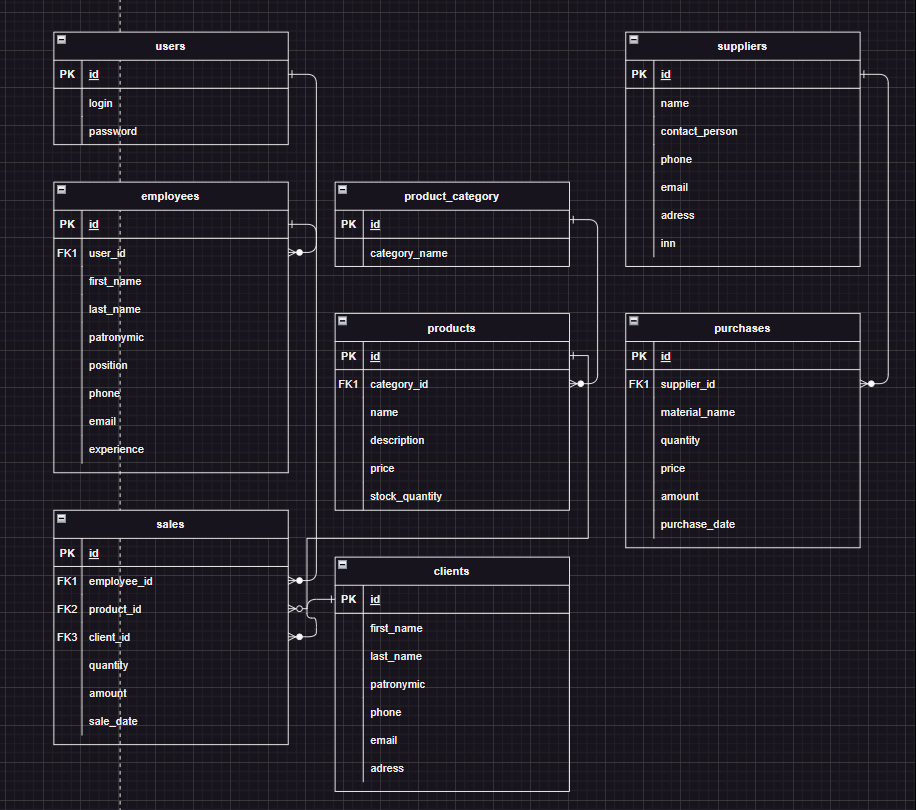 users
PK id
login
password
employees
PK id
FK1 user_id
first_name
last_name
patronymic
position
phone
email
experience
sales
PK id
FK1 employee_id
FK2 product_id
FK3 client_id
quantity
amount
sale_date
product_category
PK id
category_name
products
PK id
FK1 category_id
name
description
price
stock_quantity
clients
PK id
first_name
last_name
patronymic
phone
email
adress
suppliers
PK id
name
contact_person
phone
email
adress
inn
purchases
PK id
FK1 supplier_id
material_name
quantity
price
amount
purchase_date